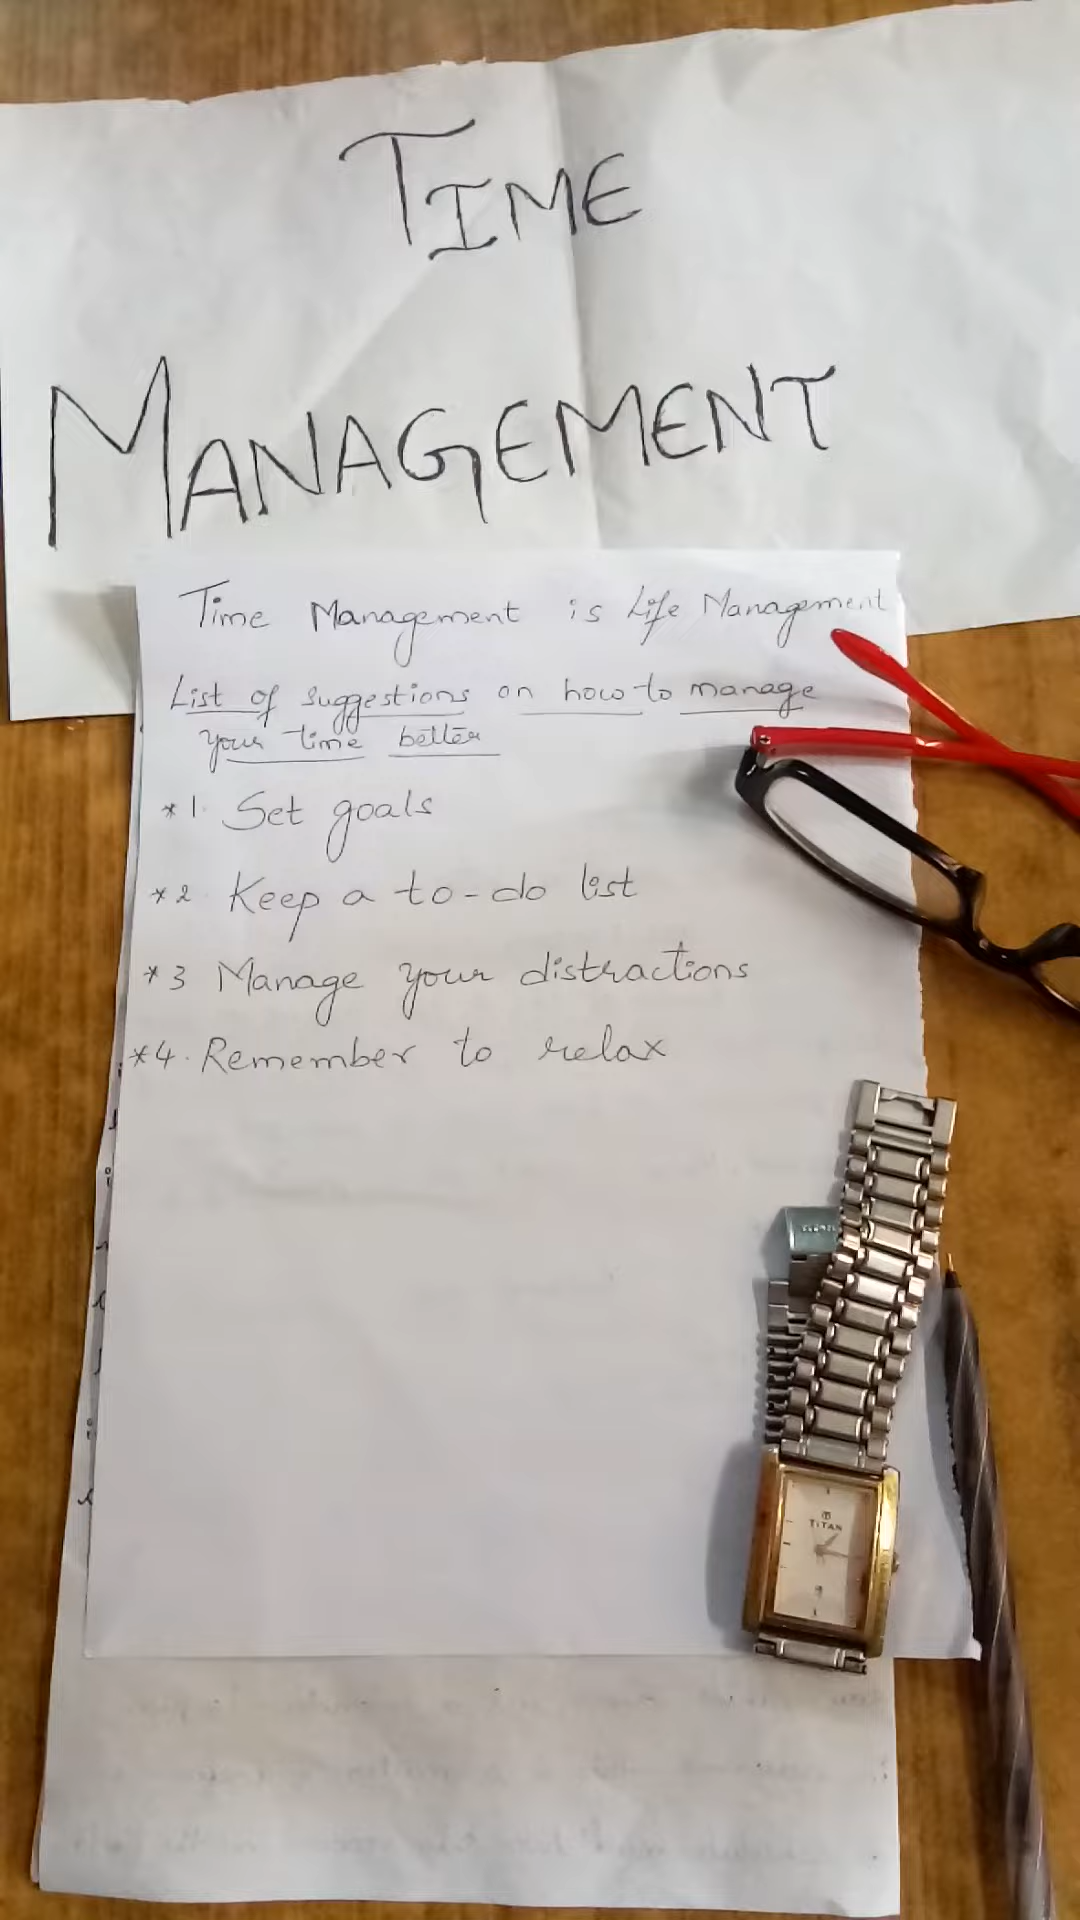 TIME
MANAGEMENT
Time Management is Life Management
List of suggestions on how to manage
your time better
*1. Set goals
*2. Keep a to-do list
*3 Manage your distractions
*4. Remember to relax
TITAN